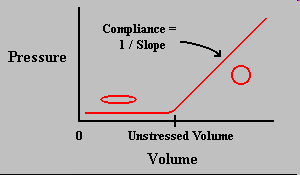 Compliance =
1 / Slope
Pressure
0
Unstressed Volume
Volume